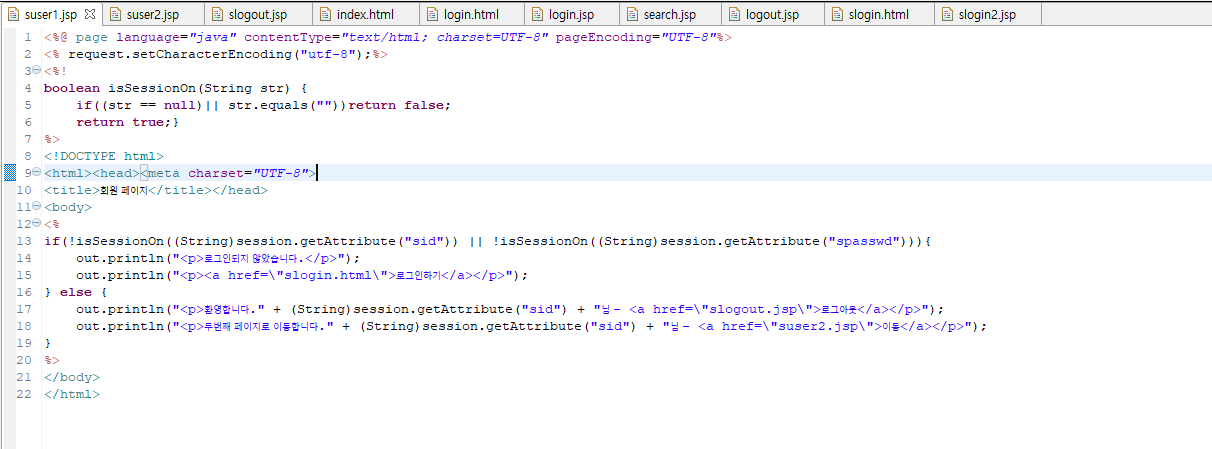 suser1.jsp suser2.jsp slogout.jsp index.html login.html login.jsp search.jsp logout.jsp slogin.html slogin2.jsp
1 <%@ page language="java" contentType="text/html; charset=UTF-8" pageEncoding="UTF-8"%>
2 <% request.setCharacterEncoding("utf-8");%>
3 <%!
4 boolean isSessionOn(String str) {
5     if((str == null)|| str.equals(""))return false;
6     return true;}
7 %>
8 <!DOCTYPE html>
9 <html><head><meta charset="UTF-8">
10 <title>회원 페이지</title></head>
11 <body>
12 <%
13 if(!isSessionOn((String)session.getAttribute("sid")) || !isSessionOn((String)session.getAttribute("spasswd"))){
14     out.println("<p>로그인되지 않았습니다.</p>");
15     out.println("<p><a href=\"slogin.html\">로그인하기</a></p>");
16 } else {
17     out.println("<p>환영합니다." + (String)session.getAttribute("sid") + "님 - <a href=\"slogout.jsp\">로그아웃</a></p>");
18     out.println("<p>두번째 페이지로 이동합니다." + (String)session.getAttribute("sid") + "님 - <a href=\"suser2.jsp\">이동</a></p>");
19 }
20 %>
21 </body>
22 </html>